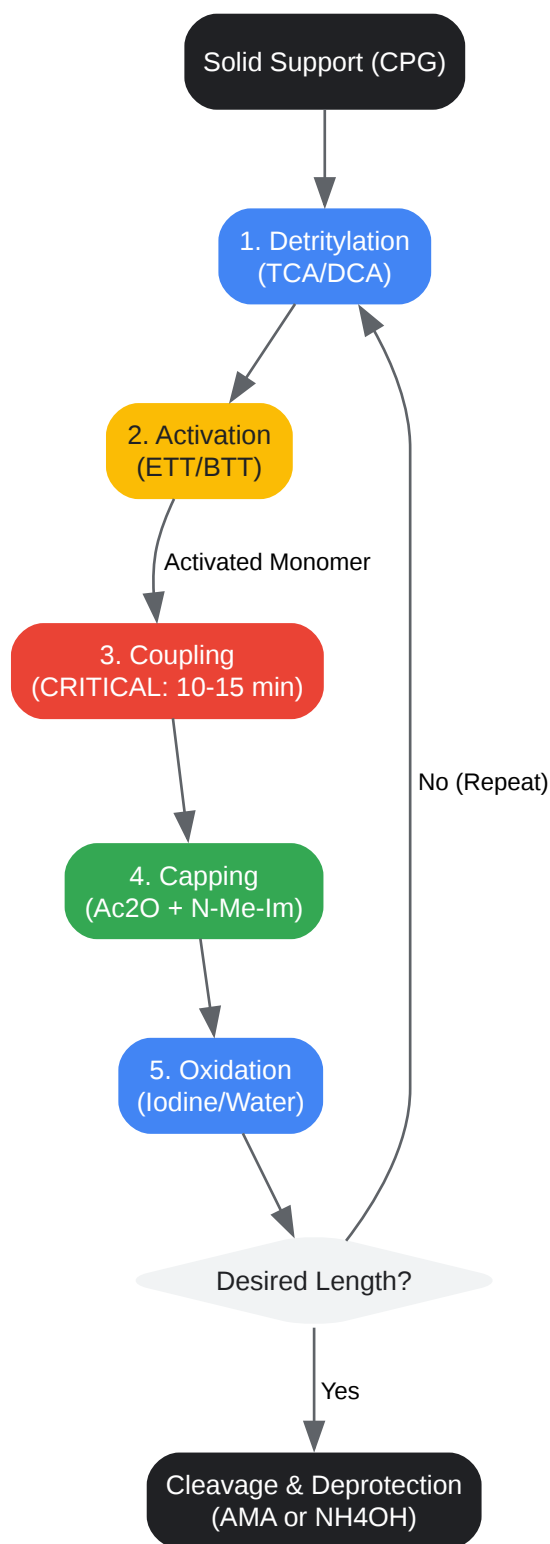 Solid Support (CPG)
1. Detritylation
(TCA/DCA)
2. Activation
(ETT/BTT)
Activated Monomer
3. Coupling
(CRITICAL: 10-15 min)
No (Repeat)
4. Capping
(Ac2O + N-Me-Im)
5. Oxidation
(Iodine/Water)
Desired Length?
Yes
Cleavage & Deprotection
(AMA or NH4OH)